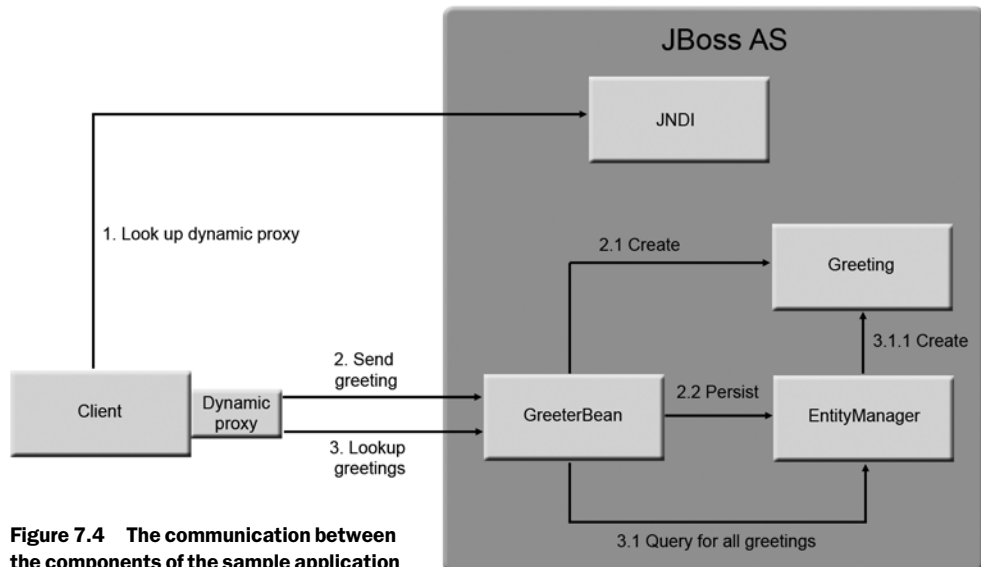 JBoss AS
JNDI
1. Look up dynamic proxy
2.1 Create
Greeting
3.1.1 Create
2. Send
greeting
Client
Dynamic
proxy
GreeterBean
2.2 Persist
EntityManager
3. Lookup
greetings
3.1 Query for all greetings
Figure 7.4 The communication between
the components of the sample application